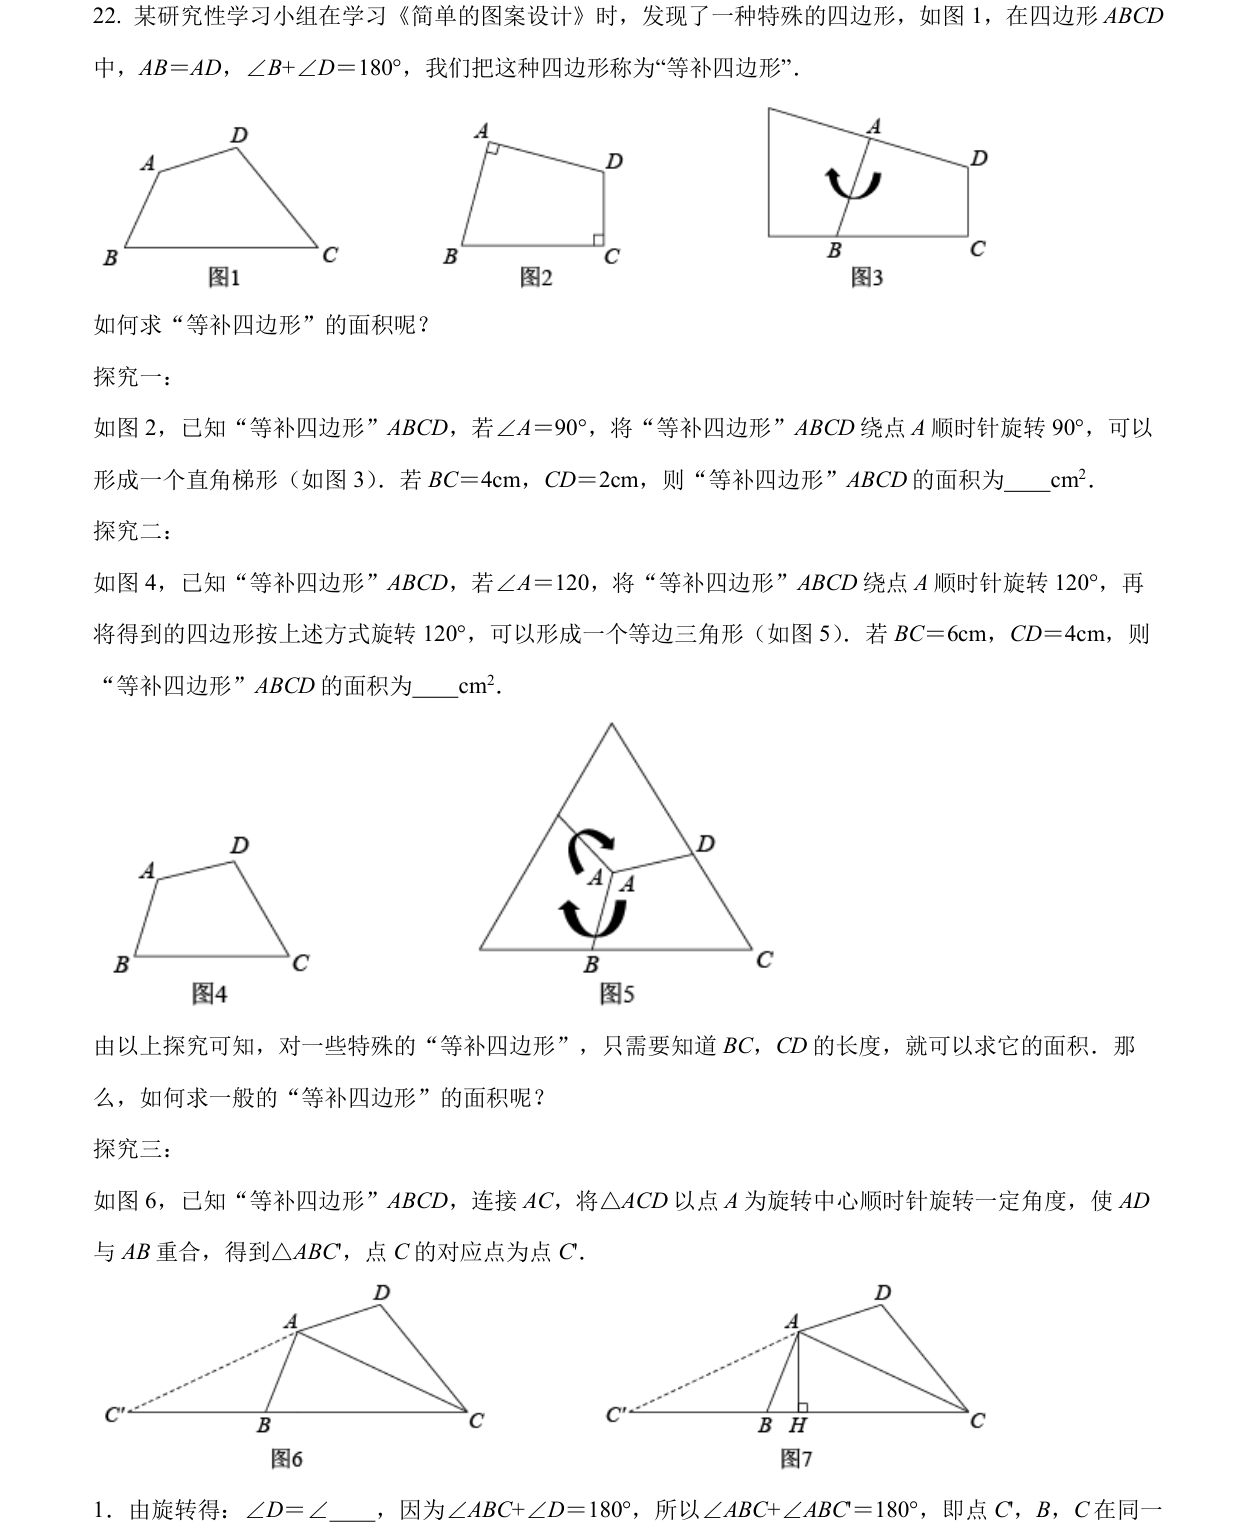 22. 某研究性学习小组在学习《简单的图案设计》时，发现了一种特殊的四边形，如图 1，在四边形 ABCD
中，AB＝AD，∠B+∠D＝180°，我们把这种四边形称为“等补四边形”．
A D B C
图1
A D B C
图2
A D B C
图3
如何求“等补四边形”的面积呢？
探究一：
如图 2，已知“等补四边形”ABCD，若∠A＝90°，将“等补四边形”ABCD 绕点 A 顺时针旋转 90°，可以
形成一个直角梯形（如图 3）．若 BC＝4cm，CD＝2cm，则“等补四边形”ABCD 的面积为____cm²．
探究二：
如图 4，已知“等补四边形”ABCD，若∠A＝120，将“等补四边形”ABCD 绕点 A 顺时针旋转 120°，再
将得到的四边形按上述方式旋转 120°，可以形成一个等边三角形（如图 5）．若 BC＝6cm，CD＝4cm，则
“等补四边形”ABCD 的面积为____cm²．
A D B C
图4
D A A B C
图5
由以上探究可知，对一些特殊的“等补四边形”，只需要知道 BC，CD 的长度，就可以求它的面积．那
么，如何求一般的“等补四边形”的面积呢？
探究三：
如图 6，已知“等补四边形”ABCD，连接 AC，将△ACD 以点 A 为旋转中心顺时针旋转一定角度，使 AD
与 AB 重合，得到△ABC'，点 C 的对应点为点 C'．
D A C' B C
图6
D A C' B H C
图7
1．由旋转得：∠D＝∠____，因为∠ABC+∠D＝180°，所以∠ABC+∠ABC'＝180°，即点 C'，B，C 在同一